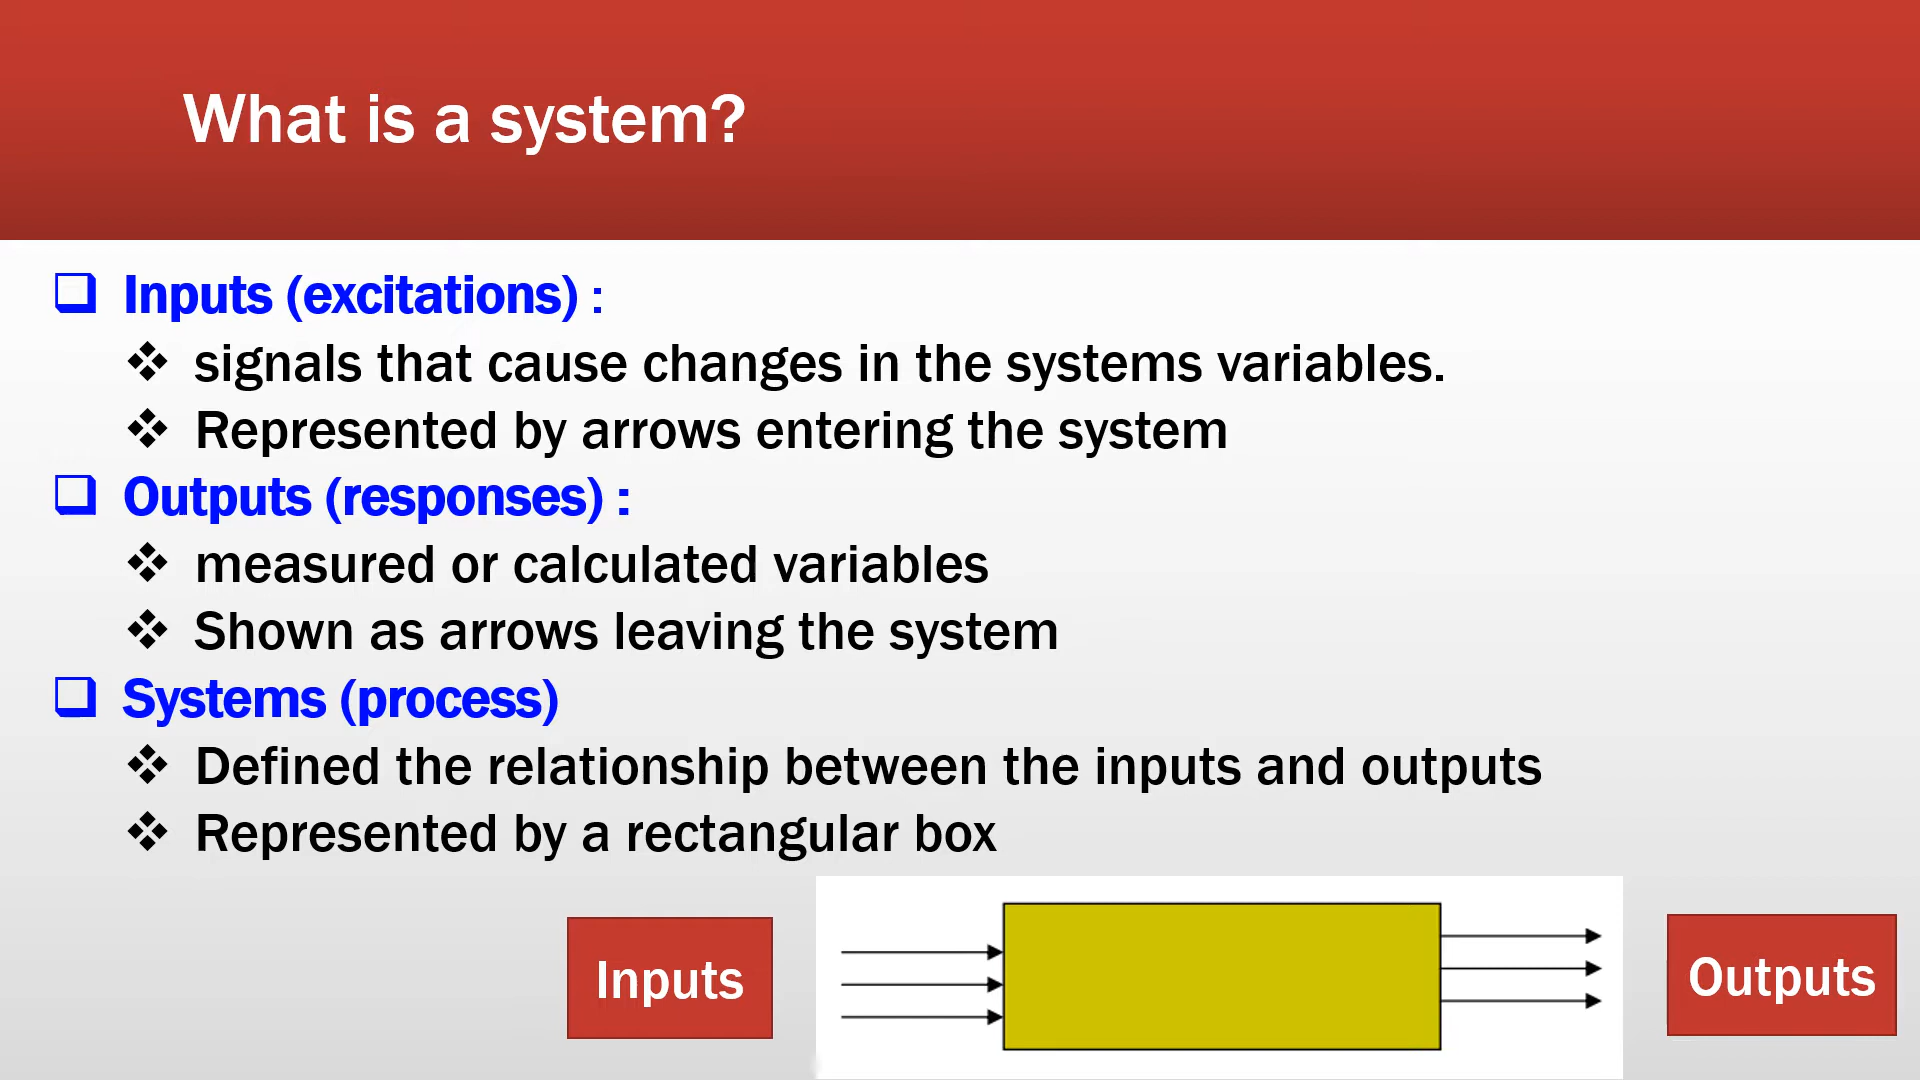 What is a system?
Inputs (excitations) :
signals that cause changes in the systems variables.
Represented by arrows entering the system
Outputs (responses) :
measured or calculated variables
Shown as arrows leaving the system
Systems (process)
Defined the relationship between the inputs and outputs
Represented by a rectangular box
Inputs
Outputs